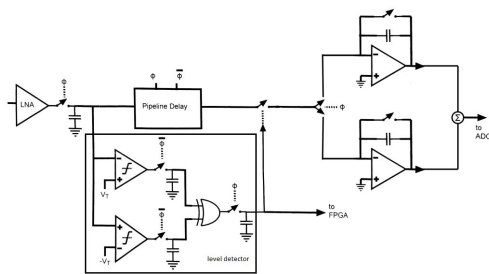 LNA
ϕ
ϕ
ϕ̅
Pipeline Delay
ϕ
Σ
to
ADC
ϕ̅
V_T
ϕ̅
-V_T
ϕ
level detector
to
FPGA